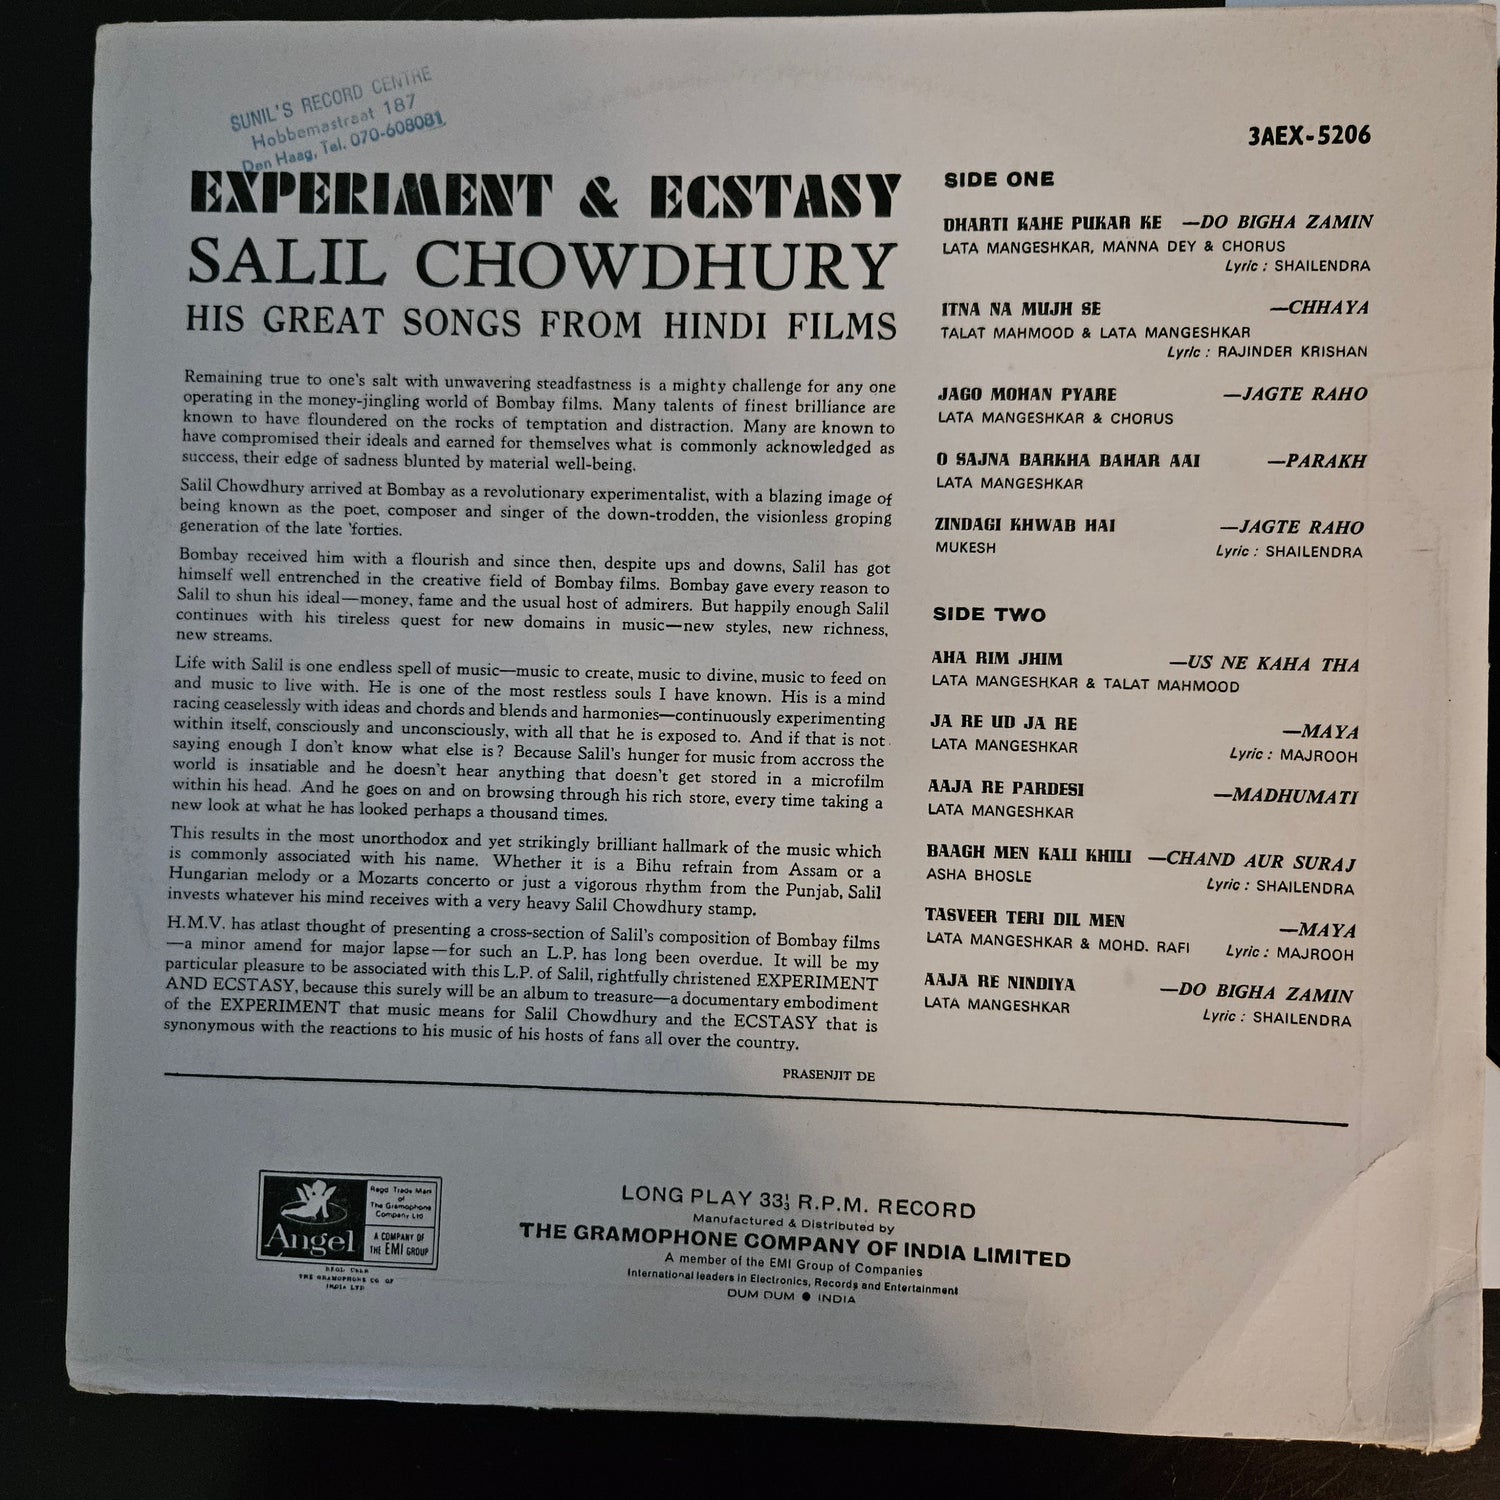 SUNIL'S RECORD CENTRE
Hobbemastraat 187
Den Haag, Tel. 070-608081
EXPERIMENT & ECSTASY
SALIL CHOWDHURY
HIS GREAT SONGS FROM HINDI FILMS
Remaining true to one's salt with unwavering steadfastness is a mighty challenge for any one
operating in the money-jingling world of Bombay films. Many talents of finest brilliance are
known to have floundered on the rocks of temptation and distraction. Many are known to
have compromised their ideals and earned for themselves what is commonly acknowledged as
success, their edge of sadness blunted by material well-being.
Salil Chowdhury arrived at Bombay as a revolutionary experimentalist, with a blazing image of
being known as the poet, composer and singer of the down-trodden, the visionless groping
generation of the late 'forties.
Bombay received him with a flourish and since then, despite ups and downs, Salil has got
himself well entrenched in the creative field of Bombay films. Bombay gave every reason to
Salil to shun his ideal—money, fame and the usual host of admirers. But happily enough Salil
continues with his tireless quest for new domains in music—new styles, new richness,
new streams.
Life with Salil is one endless spell of music—music to create, music to divine, music to feed on
and music to live with. He is one of the most restless souls I have known. His is a mind
racing ceaselessly with ideas and chords and blends and harmonies—continuously experimenting
within itself, consciously and unconsciously, with all that he is exposed to. And if that is not
saying enough I don't know what else is? Because Salil's hunger for music from accross the
world is insatiable and he doesn't hear anything that doesn't get stored in a microfilm
within his head. And he goes on and on browsing through his rich store, every time taking a
new look at what he has looked perhaps a thousand times.
This results in the most unorthodox and yet strikingly brilliant hallmark of the music which
is commonly associated with his name. Whether it is a Bihu refrain from Assam or a
Hungarian melody or a Mozarts concerto or just a vigorous rhythm from the Punjab, Salil
invests whatever his mind receives with a very heavy Salil Chowdhury stamp.
H.M.V. has atlast thought of presenting a cross-section of Salil's composition of Bombay films
—a minor amend for major lapse—for such an L.P. has long been overdue. It will be my
particular pleasure to be associated with this L.P. of Salil, rightfully christened EXPERIMENT
AND ECSTASY, because this surely will be an album to treasure—a documentary embodiment
of the EXPERIMENT that music means for Salil Chowdhury and the ECSTASY that is
synonymous with the reactions to his music of his hosts of fans all over the country.
PRASENJIT DE
3AEX-5206
SIDE ONE
DHARTI KAHE PUKAR KE —DO BIGHA ZAMIN
LATA MANGESHKAR, MANNA DEY & CHORUS
Lyric : SHAILENDRA
ITNA NA MUJH SE —CHHAYA
TALAT MAHMOOD & LATA MANGESHKAR
Lyric : RAJINDER KRISHAN
JAGO MOHAN PYARE —JAGTE RAHO
LATA MANGESHKAR & CHORUS
O SAJNA BARKHA BAHAR AAI —PARAKH
LATA MANGESHKAR
ZINDAGI KHWAB HAI —JAGTE RAHO
MUKESH Lyric : SHAILENDRA
SIDE TWO
AHA RIM JHIM —US NE KAHA THA
LATA MANGESHKAR & TALAT MAHMOOD
JA RE UD JA RE —MAYA
LATA MANGESHKAR Lyric : MAJROOH
AAJA RE PARDESI —MADHUMATI
LATA MANGESHKAR
BAAGH MEN KALI KHILI —CHAND AUR SURAJ
ASHA BHOSLE Lyric : SHAILENDRA
TASVEER TERI DIL MEN —MAYA
LATA MANGESHKAR & MOHD. RAFI Lyric : MAJROOH
AAJA RE NINDIYA —DO BIGHA ZAMIN
LATA MANGESHKAR Lyric : SHAILENDRA
Angel
Regd Trade Mark
of
The Gramophone
Company Ltd
A COMPANY OF
THE EMI GROUP
REGD. USER
THE GRAMOPHONE CO OF
INDIA LTD
LONG PLAY 33⅓ R.P.M. RECORD
Manufactured & Distributed by
THE GRAMOPHONE COMPANY OF INDIA LIMITED
A member of the EMI Group of Companies
International leaders in Electronics, Records and Entertainment
DUM DUM ● INDIA